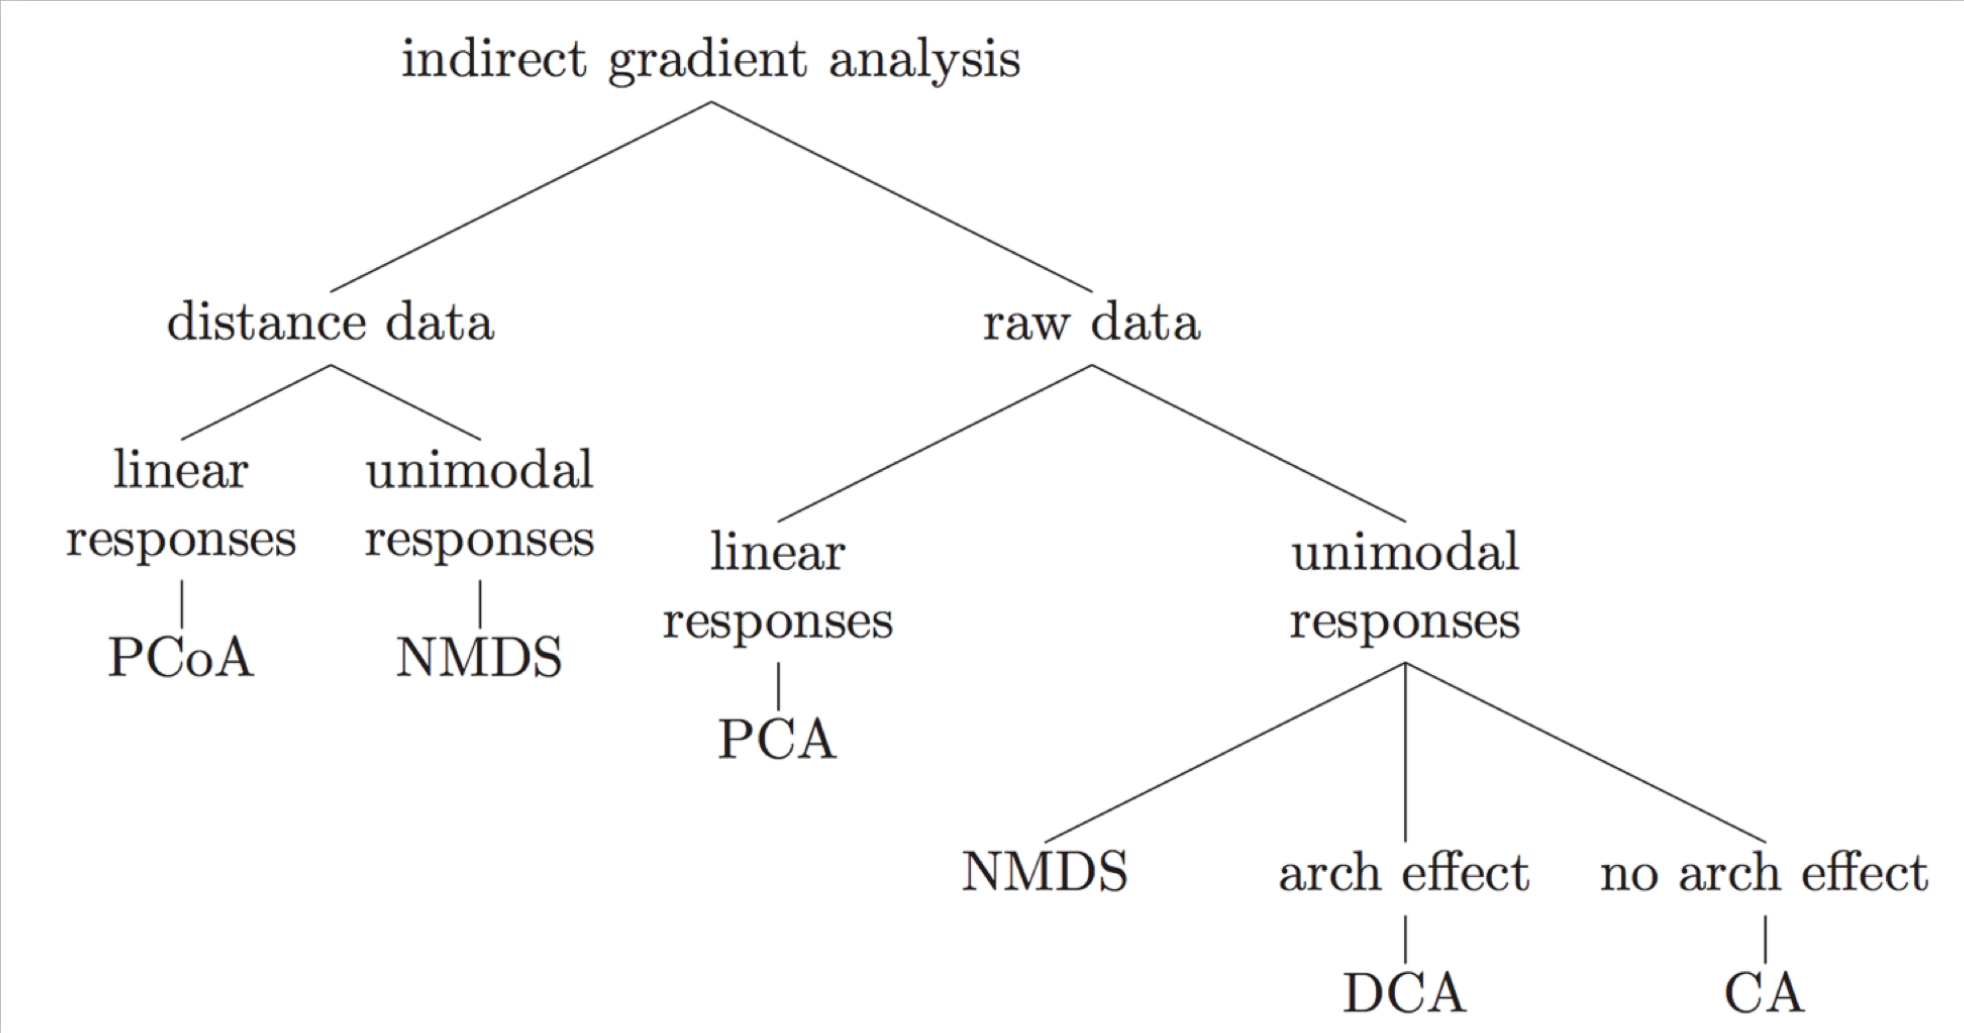 indirect gradient analysis
distance data
raw data
linear
responses
unimodal
responses
PCoA
NMDS
linear
responses
unimodal
responses
PCA
NMDS
arch effect
no arch effect
DCA
CA